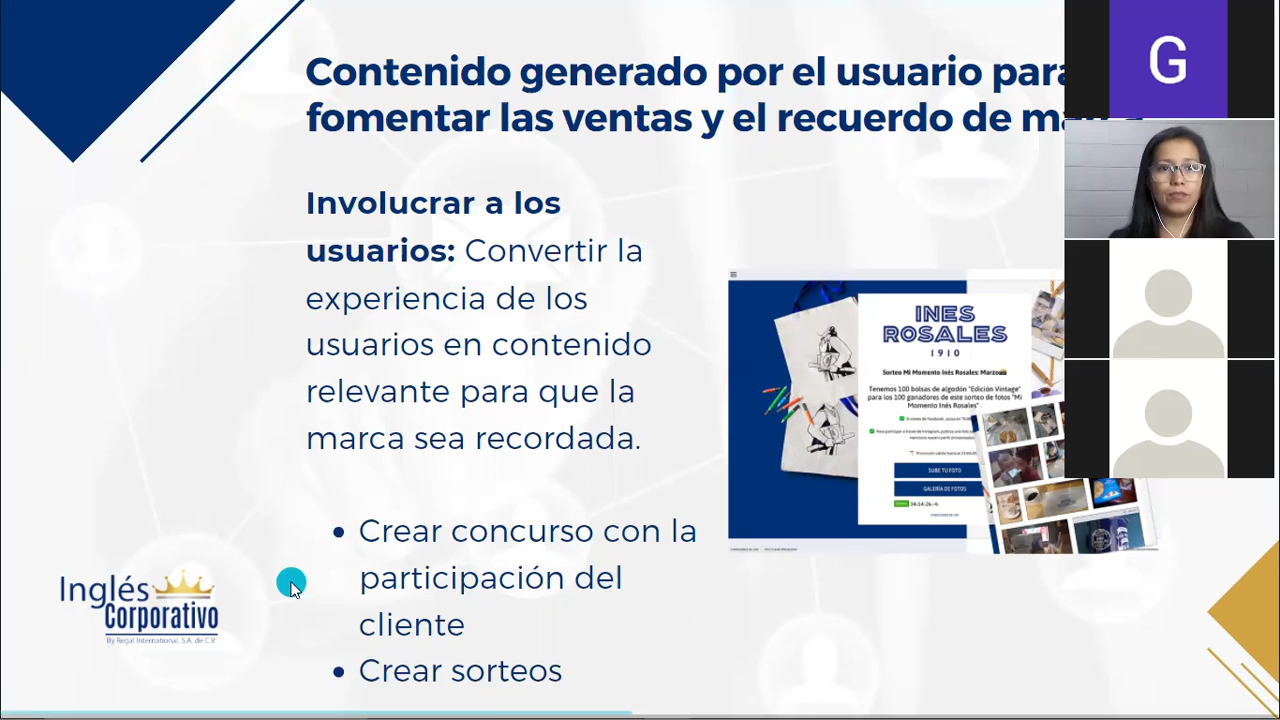 Contenido generado por el usuario para
fomentar las ventas y el recuerdo de
Involucrar a los
usuarios: Convertir la
experiencia de los
usuarios en contenido
relevante para que la
marca sea recordada.
• Crear concurso con la
participación del
cliente
• Crear sorteos
INES
ROSALES
1910
Sorteo Mi Momento Inés Rosales: Marzo
Tenemos 100 bolsas de algodón "Edición Vintage"
para los 100 ganadores de este sorteo de fotos "Mi
Momento Inés Rosales".
SUBE TU FOTO
GALERÍA DE FOTOS
Inglés
Corporativo
By Regal International, S.A. de C.V.
G